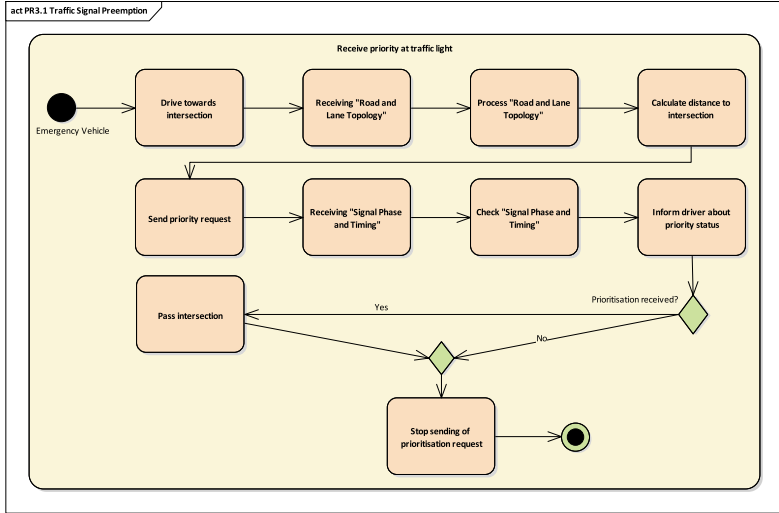 act PR3.1 Traffic Signal Preemption
Receive priority at traffic light
Emergency Vehicle
Drive towards
intersection
Receiving "Road and
Lane Topology"
Process "Road and Lane
Topology"
Calculate distance to
intersection
Send priority request
Receiving "Signal Phase
and Timing"
Check "Signal Phase and
Timing"
Inform driver about
priority status
Prioritisation received?
Yes
No
Pass intersection
Stop sending of
prioritisation request